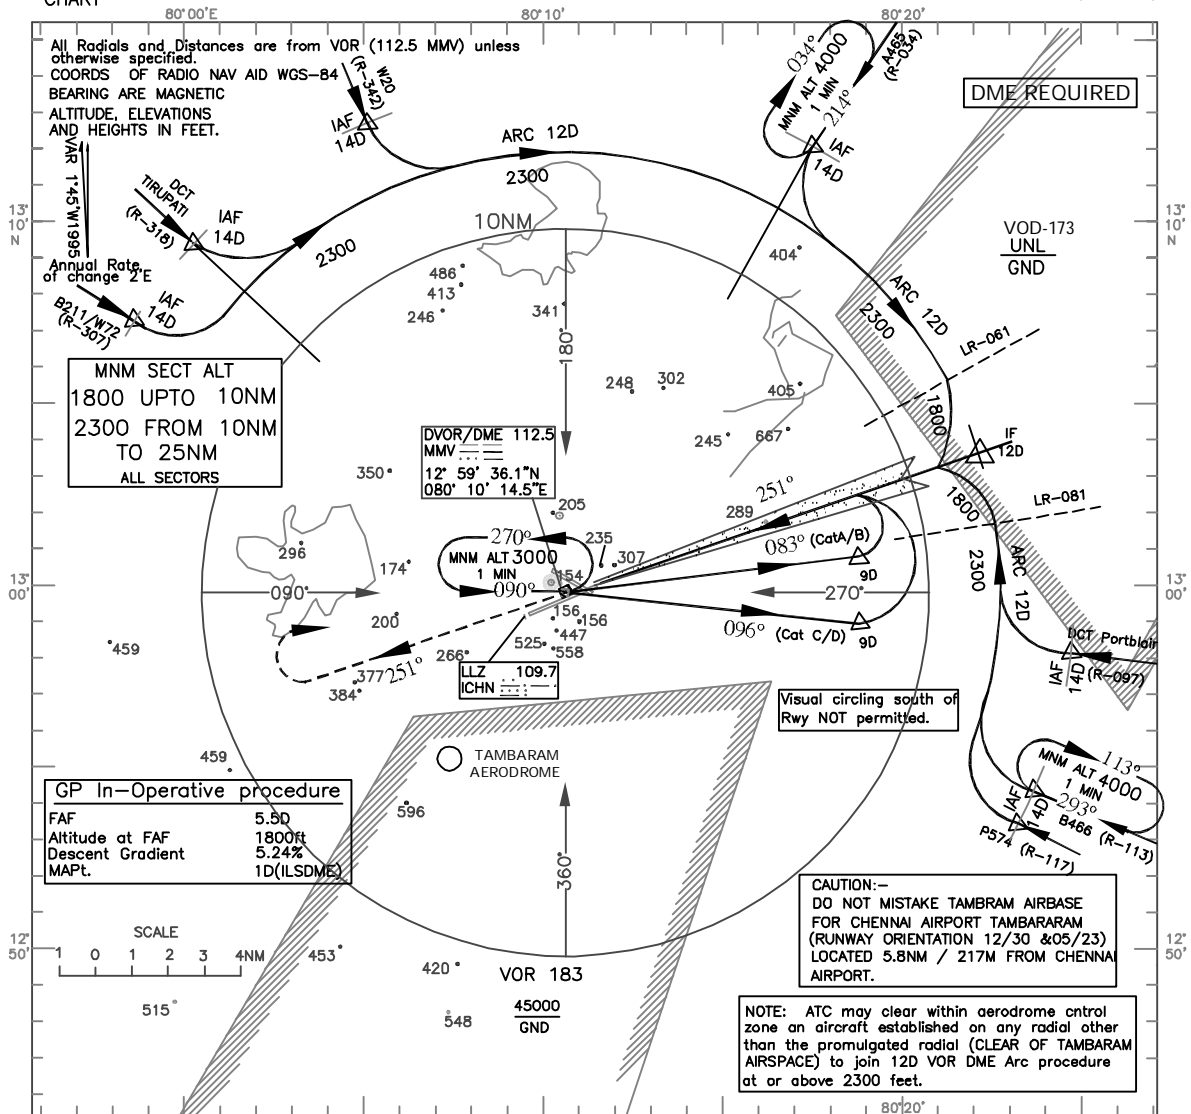 CHART
80°00'E
80°10'
80°20'
All Radials and Distances are from VOR (112.5 MMV) unless
otherwise specified.
COORDS OF RADIO NAV AID WGS-84
BEARING ARE MAGNETIC
ALTITUDE, ELEVATIONS
AND HEIGHTS IN FEET.
VAR 1°45'W1995
Annual Rate
of change 2'E
W20
(R-342)
IAF
14D
DCT
TIRUPATI
(R-318)
IAF
14D
B211/W72
(R-307)
IAF
14D
ARC 12D
2300
2300
034°
MNM ALT 4000
1 MIN
214°
A465
(R-034)
IAF
14D
DME REQUIRED
13°
10'
N
13°
10'
N
VOD-173
UNL
GND
10NM
486
413
246
341
180°
404
ARC 12D
2300
LR-061
MNM SECT ALT
1800 UPTO 10NM
2300 FROM 10NM
TO 25NM
ALL SECTORS
248
302
405
245
667
1800
IF
12D
DVOR/DME 112.5
MMV
12° 59' 36.1"N
080° 10' 14.5"E
350
205
251°
289
1800
LR-081
296
174
270°
MNM ALT 3000
1 MIN
090°
235
307
154
083° (CatA/B)
9D
2300
ARC 12D
13°
00'
13°
00'
090°
270°
200
156
156
447
525
558
096° (Cat C/D)
9D
DCT Portblair
(R-097)
IAF
14D
459
266
377
251°
384
LLZ 109.7
ICHN
Visual circling south of
Rwy NOT permitted.
459
TAMBARAM
AERODROME
113°
MNM ALT 4000
1 MIN
293°
IAF
14D
B466 (R-113)
P574 (R-117)
GP In-Operative procedure
FAF 5.5D
Altitude at FAF 1800ft
Descent Gradient 5.24%
MAPt. 1D(ILSDME)
596
360°
CAUTION:-
DO NOT MISTAKE TAMBRAM AIRBASE
FOR CHENNAI AIRPORT TAMBARARAM
(RUNWAY ORIENTATION 12/30 &05/23)
LOCATED 5.8NM / 217M FROM CHENNAI
AIRPORT.
12°
50'
12°
50'
SCALE
1 0 1 2 3 4NM
453
420
VOR 183
45000
GND
515
548
NOTE: ATC may clear within aerodrome cntrol
zone an aircraft established on any radial other
than the promulgated radial (CLEAR OF TAMBARAM
AIRSPACE) to join 12D VOR DME Arc procedure
at or above 2300 feet.
80°20'